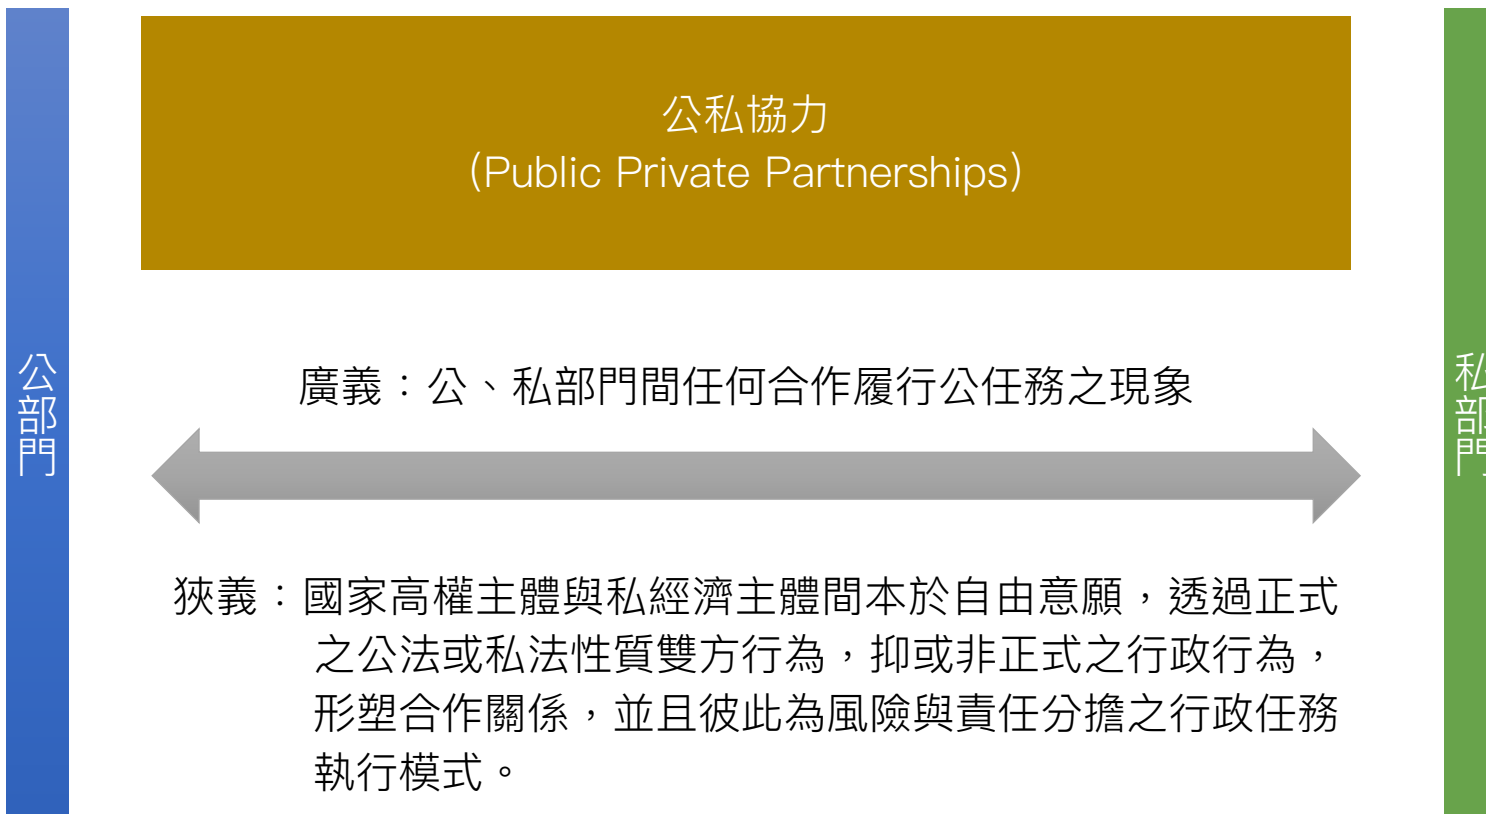 公私協力
(Public Private Partnerships)
公部門
廣義：公、私部門間任何合作履行公任務之現象
私部門
狹義：國家高權主體與私經濟主體間本於自由意願，透過正式
之公法或私法性質雙方行為，抑或非正式之行政行為，
形塑合作關係，並且彼此為風險與責任分擔之行政任務
執行模式。